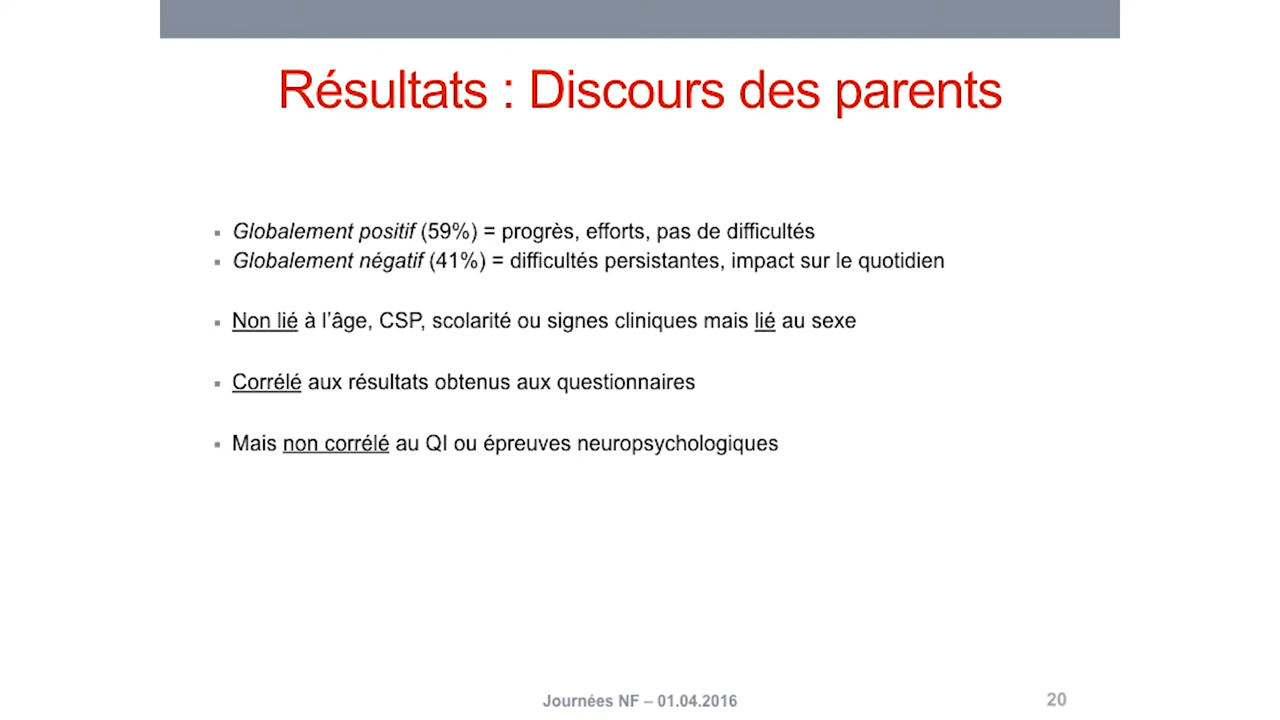 Résultats : Discours des parents
▪ Globalement positif (59%) = progrès, efforts, pas de difficultés
▪ Globalement négatif (41%) = difficultés persistantes, impact sur le quotidien
▪ Non lié à l'âge, CSP, scolarité ou signes cliniques mais lié au sexe
▪ Corrélé aux résultats obtenus aux questionnaires
▪ Mais non corrélé au QI ou épreuves neuropsychologiques
Journées NF – 01.04.2016
20